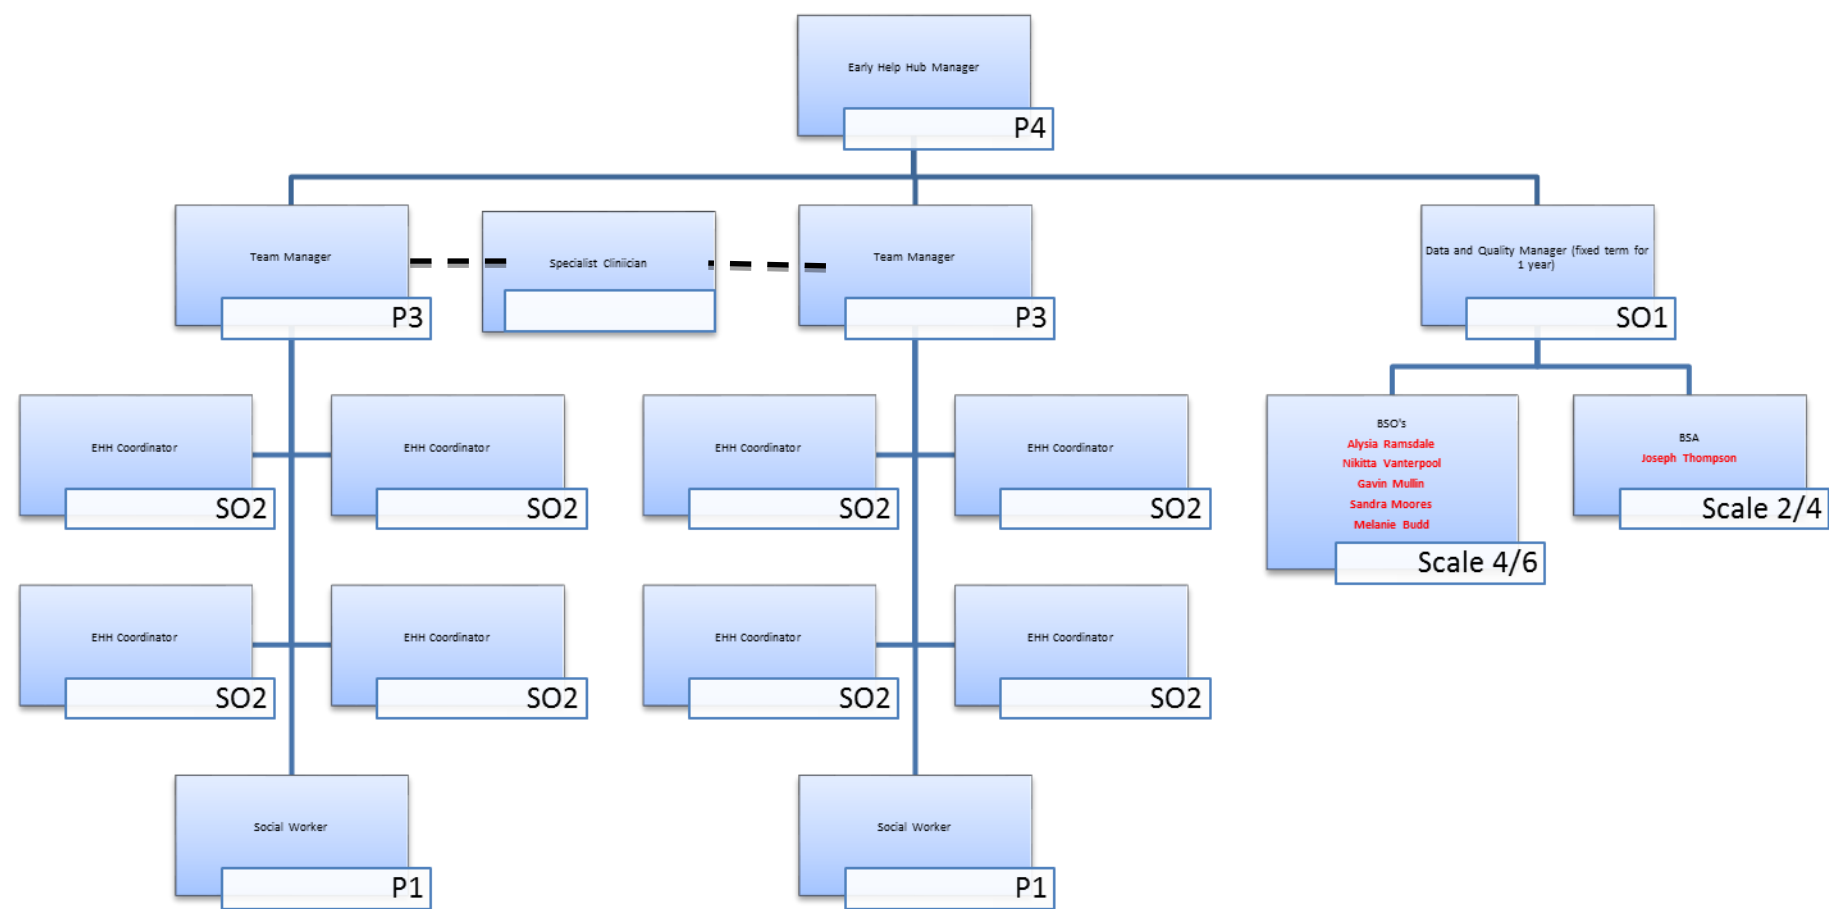 Early Help Hub Manager
P4
Team Manager
P3
Specialist Cliniician
Team Manager
P3
Data and Quality Manager (fixed term for
1 year)
SO1
EHH Coordinator
SO2
EHH Coordinator
SO2
EHH Coordinator
SO2
EHH Coordinator
SO2
BSO's
Alysia Ramsdale
Nikitta Vanterpool
Gavin Mullin
Sandra Moores
Melanie Budd
Scale 4/6
BSA
Joseph Thompson
Scale 2/4
EHH Coordinator
SO2
EHH Coordinator
SO2
EHH Coordinator
SO2
EHH Coordinator
SO2
Social Worker
P1
Social Worker
P1